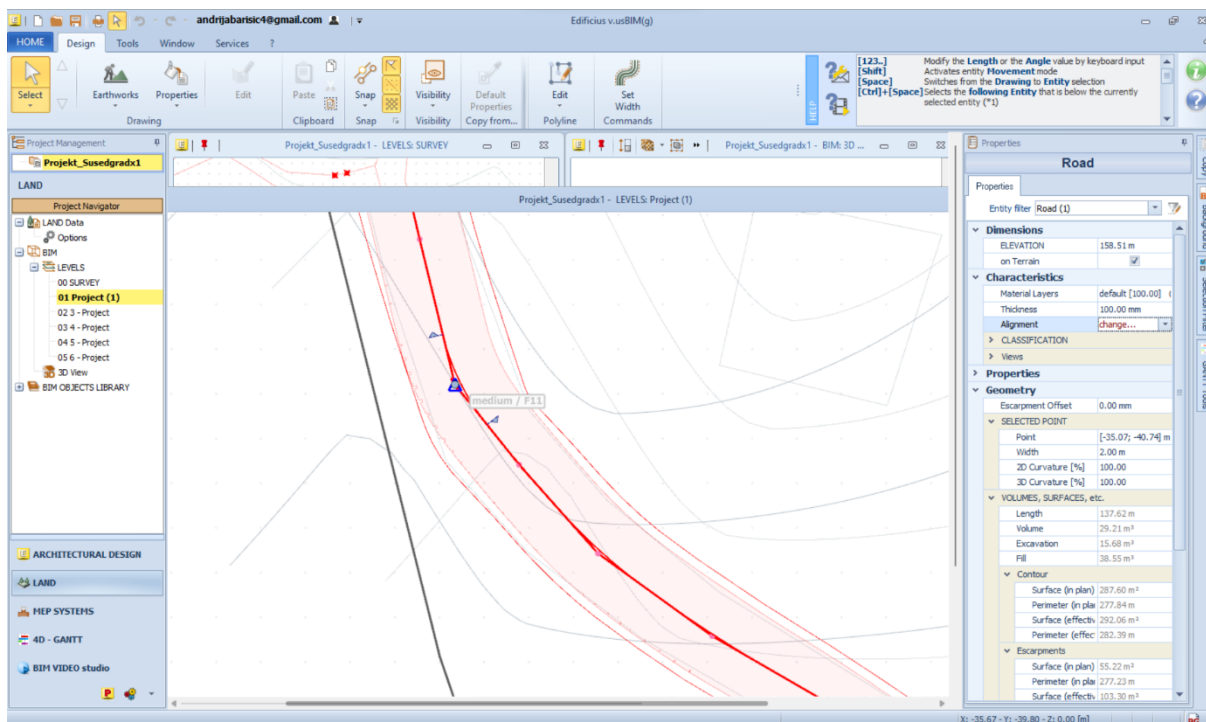 andrijabarisic4@gmail.com
Edificius v.usBIM(g)
HOME
Design
Tools
Window
Services
?
Select
Earthworks
Properties
Edit
Paste
Snap
Visibility
Default
Properties
Edit
Set
Width
Drawing
Clipboard
Snap
Visibility
Copy from...
Polyline
Commands
HELP
[123..] Modify the Length or the Angle value by keyboard input
[Shift] Activates entity Movement mode
[Space] Switches from the Drawing to Entity selection
[Ctrl]+[Space] Selects the following Entity that is below the currently
selected entity (*1)
Project Management
Projekt_Susedgradx1
LAND
Project Navigator
LAND Data
Options
BIM
LEVELS
00 SURVEY
01 Project (1)
02 3 - Project
03 4 - Project
04 5 - Project
05 6 - Project
3D View
BIM OBJECTS LIBRARY
ARCHITECTURAL DESIGN
LAND
MEP SYSTEMS
4D - GANTT
BIM VIDEO studio
Projekt_Susedgradx1 - LEVELS: SURVEY
Projekt_Susedgradx1 - BIM: 3D ...
Projekt_Susedgradx1 - LEVELS: Project (1)
medium / F11
Properties
Road
Properties
Entity filter Road (1)
Dimensions
ELEVATION 158.51 m
on Terrain
Characteristics
Material Layers default [100.00]
Thickness 100.00 mm
Alignment change...
CLASSIFICATION
Views
Properties
Geometry
Escarpment Offset 0.00 mm
SELECTED POINT
Point [-35.07; -40.74] m
Width 2.00 m
2D Curvature [%] 100.00
3D Curvature [%] 100.00
VOLUMES, SURFACES, etc.
Length 137.62 m
Volume 29.21 m³
Excavation 15.68 m³
Fill 38.55 m³
Contour
Surface (in plan) 287.60 m²
Perimeter (in plan 277.84 m
Surface (effectiv 292.06 m²
Perimeter (effec 282.39 m
Escarpments
Surface (in plan) 55.22 m²
Perimeter (in plan 277.23 m
Surface (effectiv 103.30 m²
X: -35.67 - Y: -39.80 - Z: 0.00 [m]